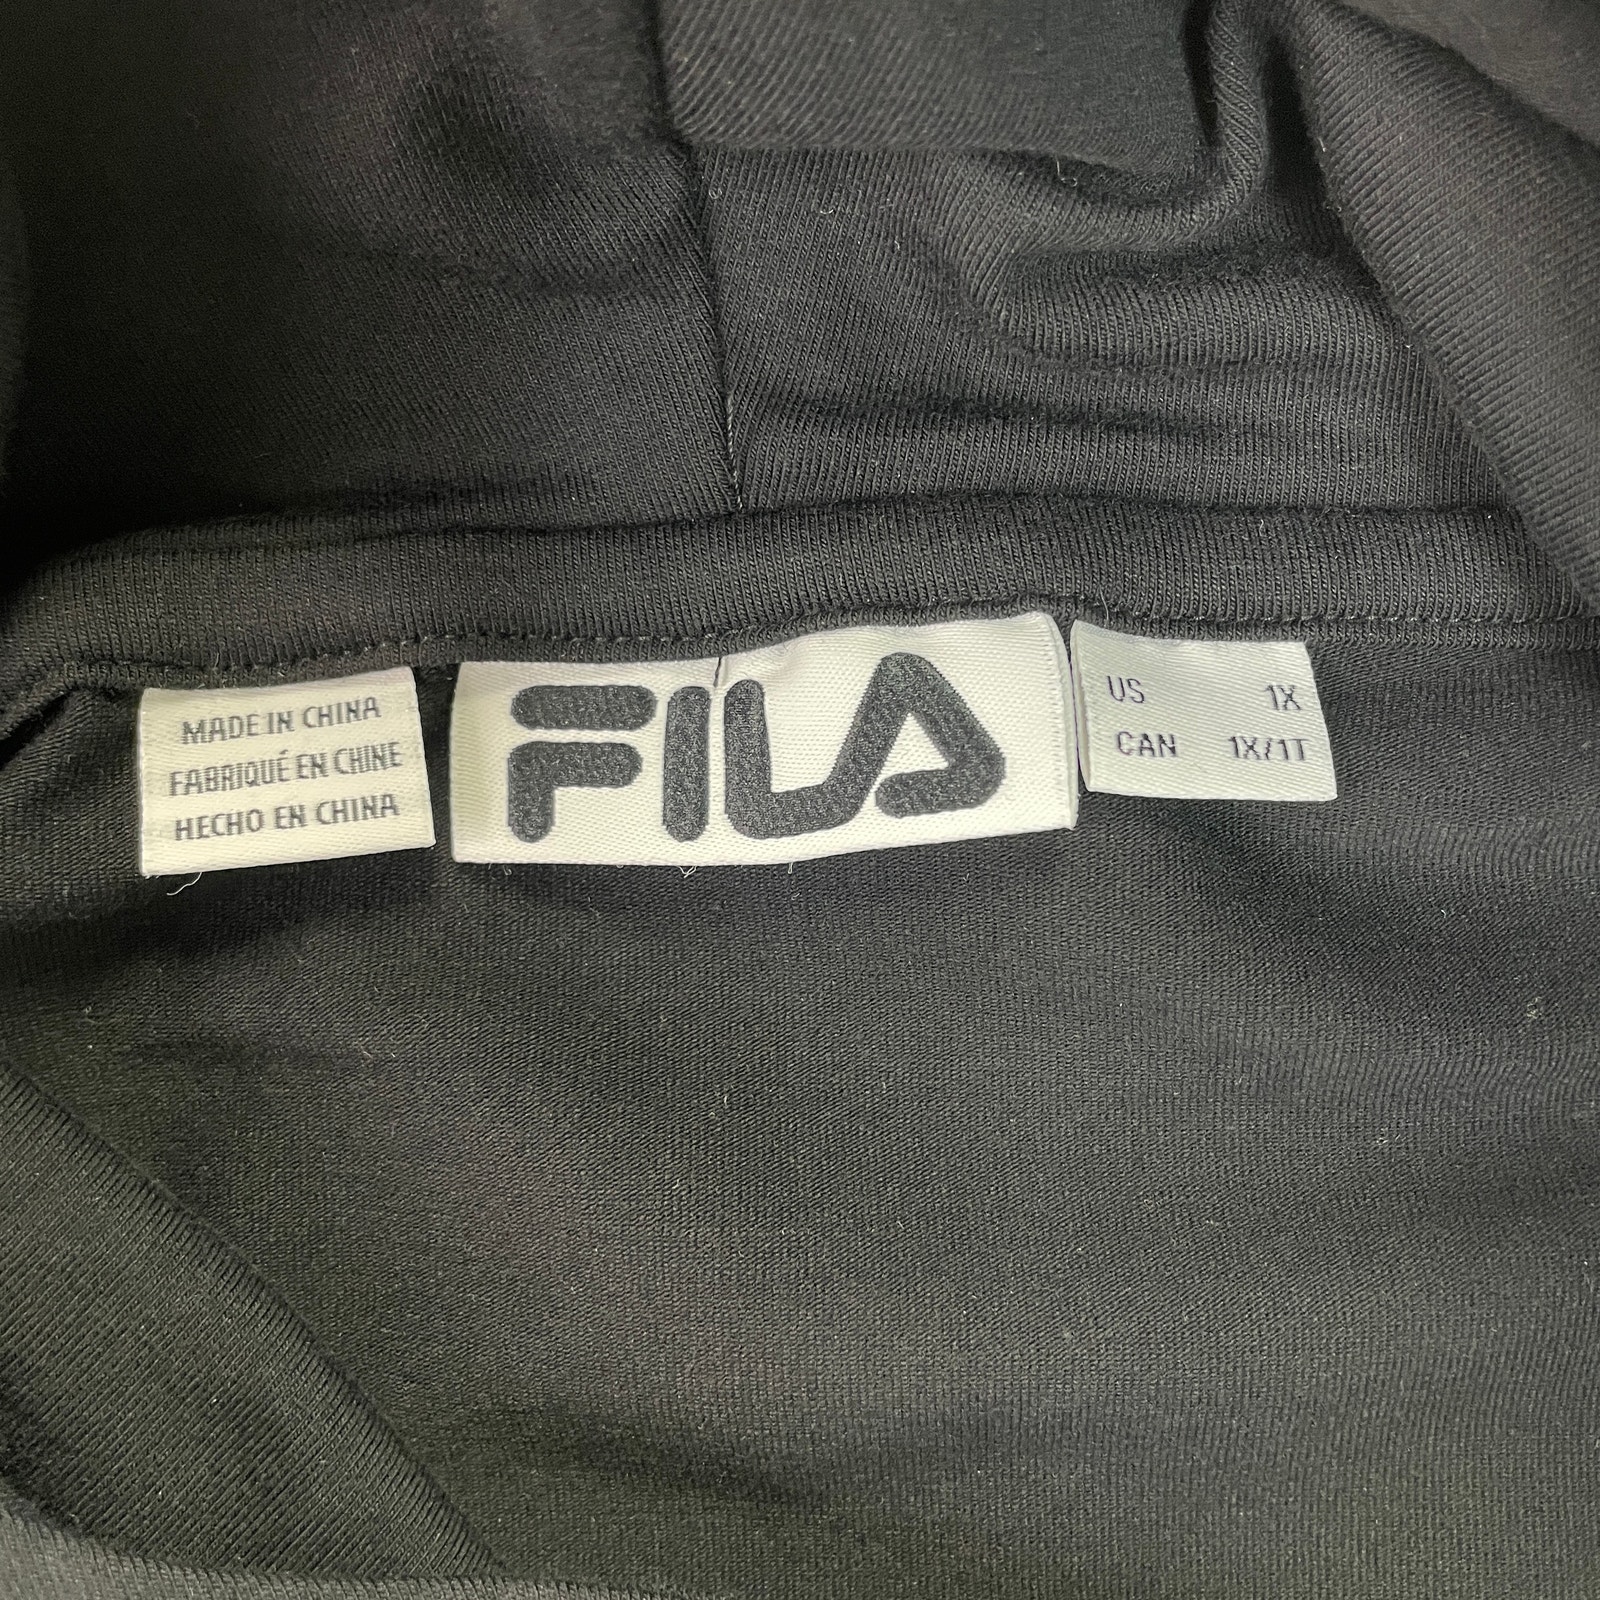 MADE IN CHINA
FABRIQUÉ EN CHINE
HECHO EN CHINA
FILA
US 1X
CAN 1X/1T